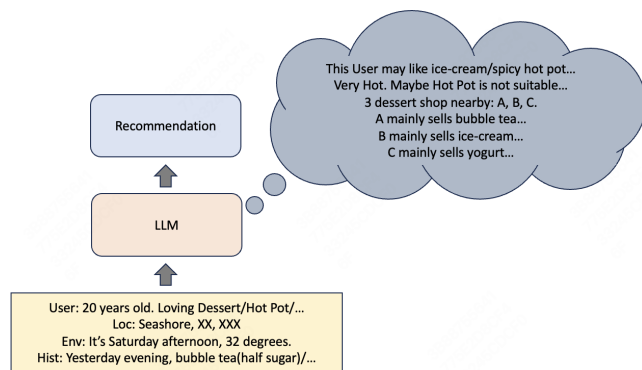 This User may like ice-cream/spicy hot pot...
Very Hot. Maybe Hot Pot is not suitable...
3 dessert shop nearby: A, B, C.
A mainly sells bubble tea...
B mainly sells ice-cream...
C mainly sells yogurt...
Recommendation
LLM
User: 20 years old. Loving Dessert/Hot Pot/...
Loc: Seashore, XX, XXX
Env: It's Saturday afternoon, 32 degrees.
Hist: Yesterday evening, bubble tea(half sugar)/...